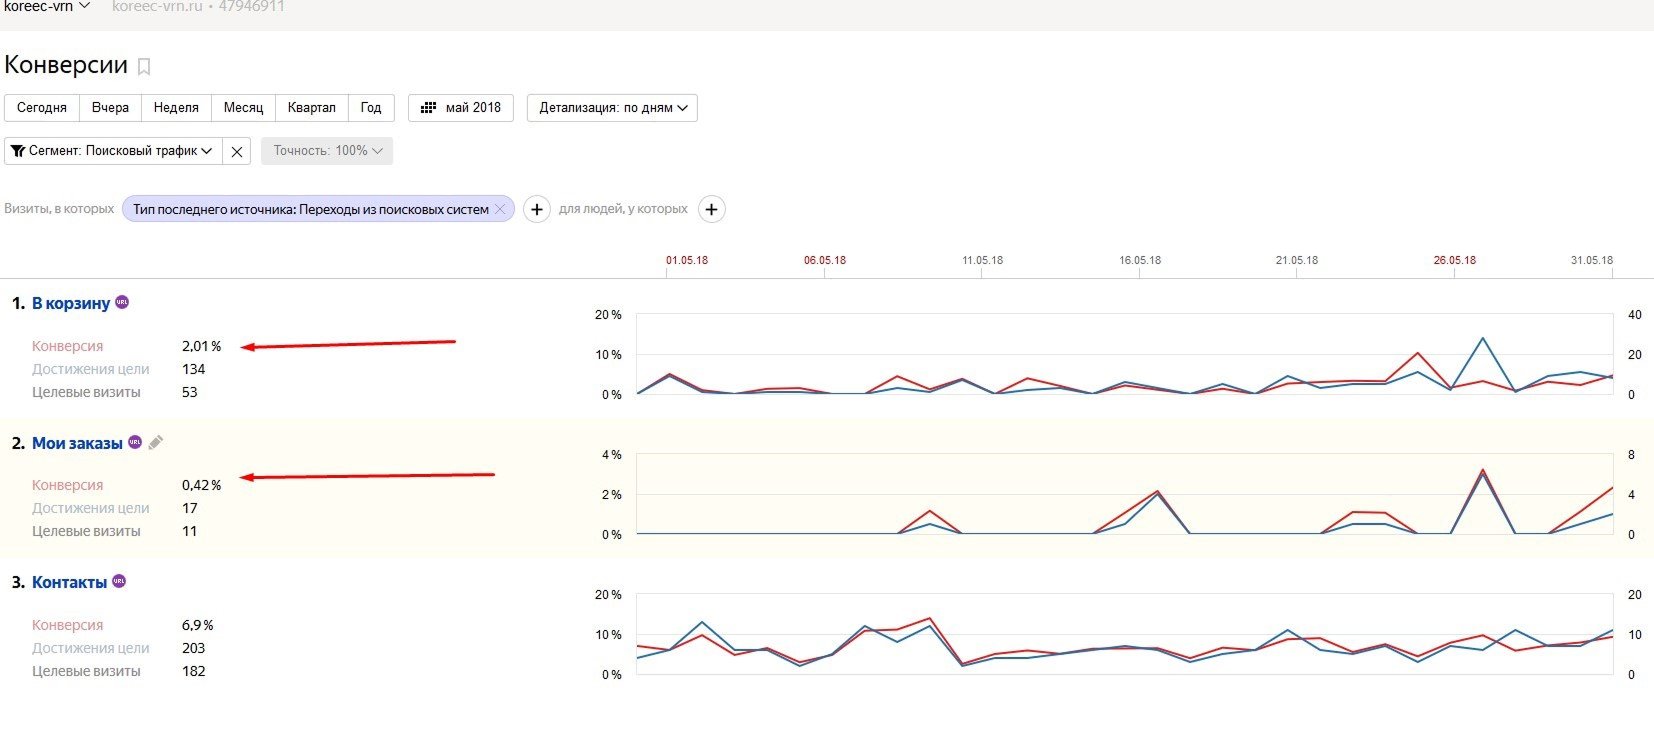 koreec-vrn koreec-vrn.ru • 47946911
Конверсии
Сегодня Вчера Неделя Месяц Квартал Год май 2018 Детализация: по дням
Сегмент: Поисковый трафик Точность: 100%
Визиты, в которых Тип последнего источника: Переходы из поисковых систем + для людей, у которых +
01.05.18 06.05.18 11.05.18 16.05.18 21.05.18 26.05.18 31.05.18
1. В корзину URL
20 % 40
Конверсия 2,01 %
10 % 20
Достижения цели 134
Целевые визиты 53
0 % 0
2. Мои заказы URL
4 % 8
Конверсия 0,42 %
2 % 4
Достижения цели 17
Целевые визиты 11
0 % 0
3. Контакты URL
20 % 20
Конверсия 6,9 %
10 % 10
Достижения цели 203
Целевые визиты 182
0 % 0